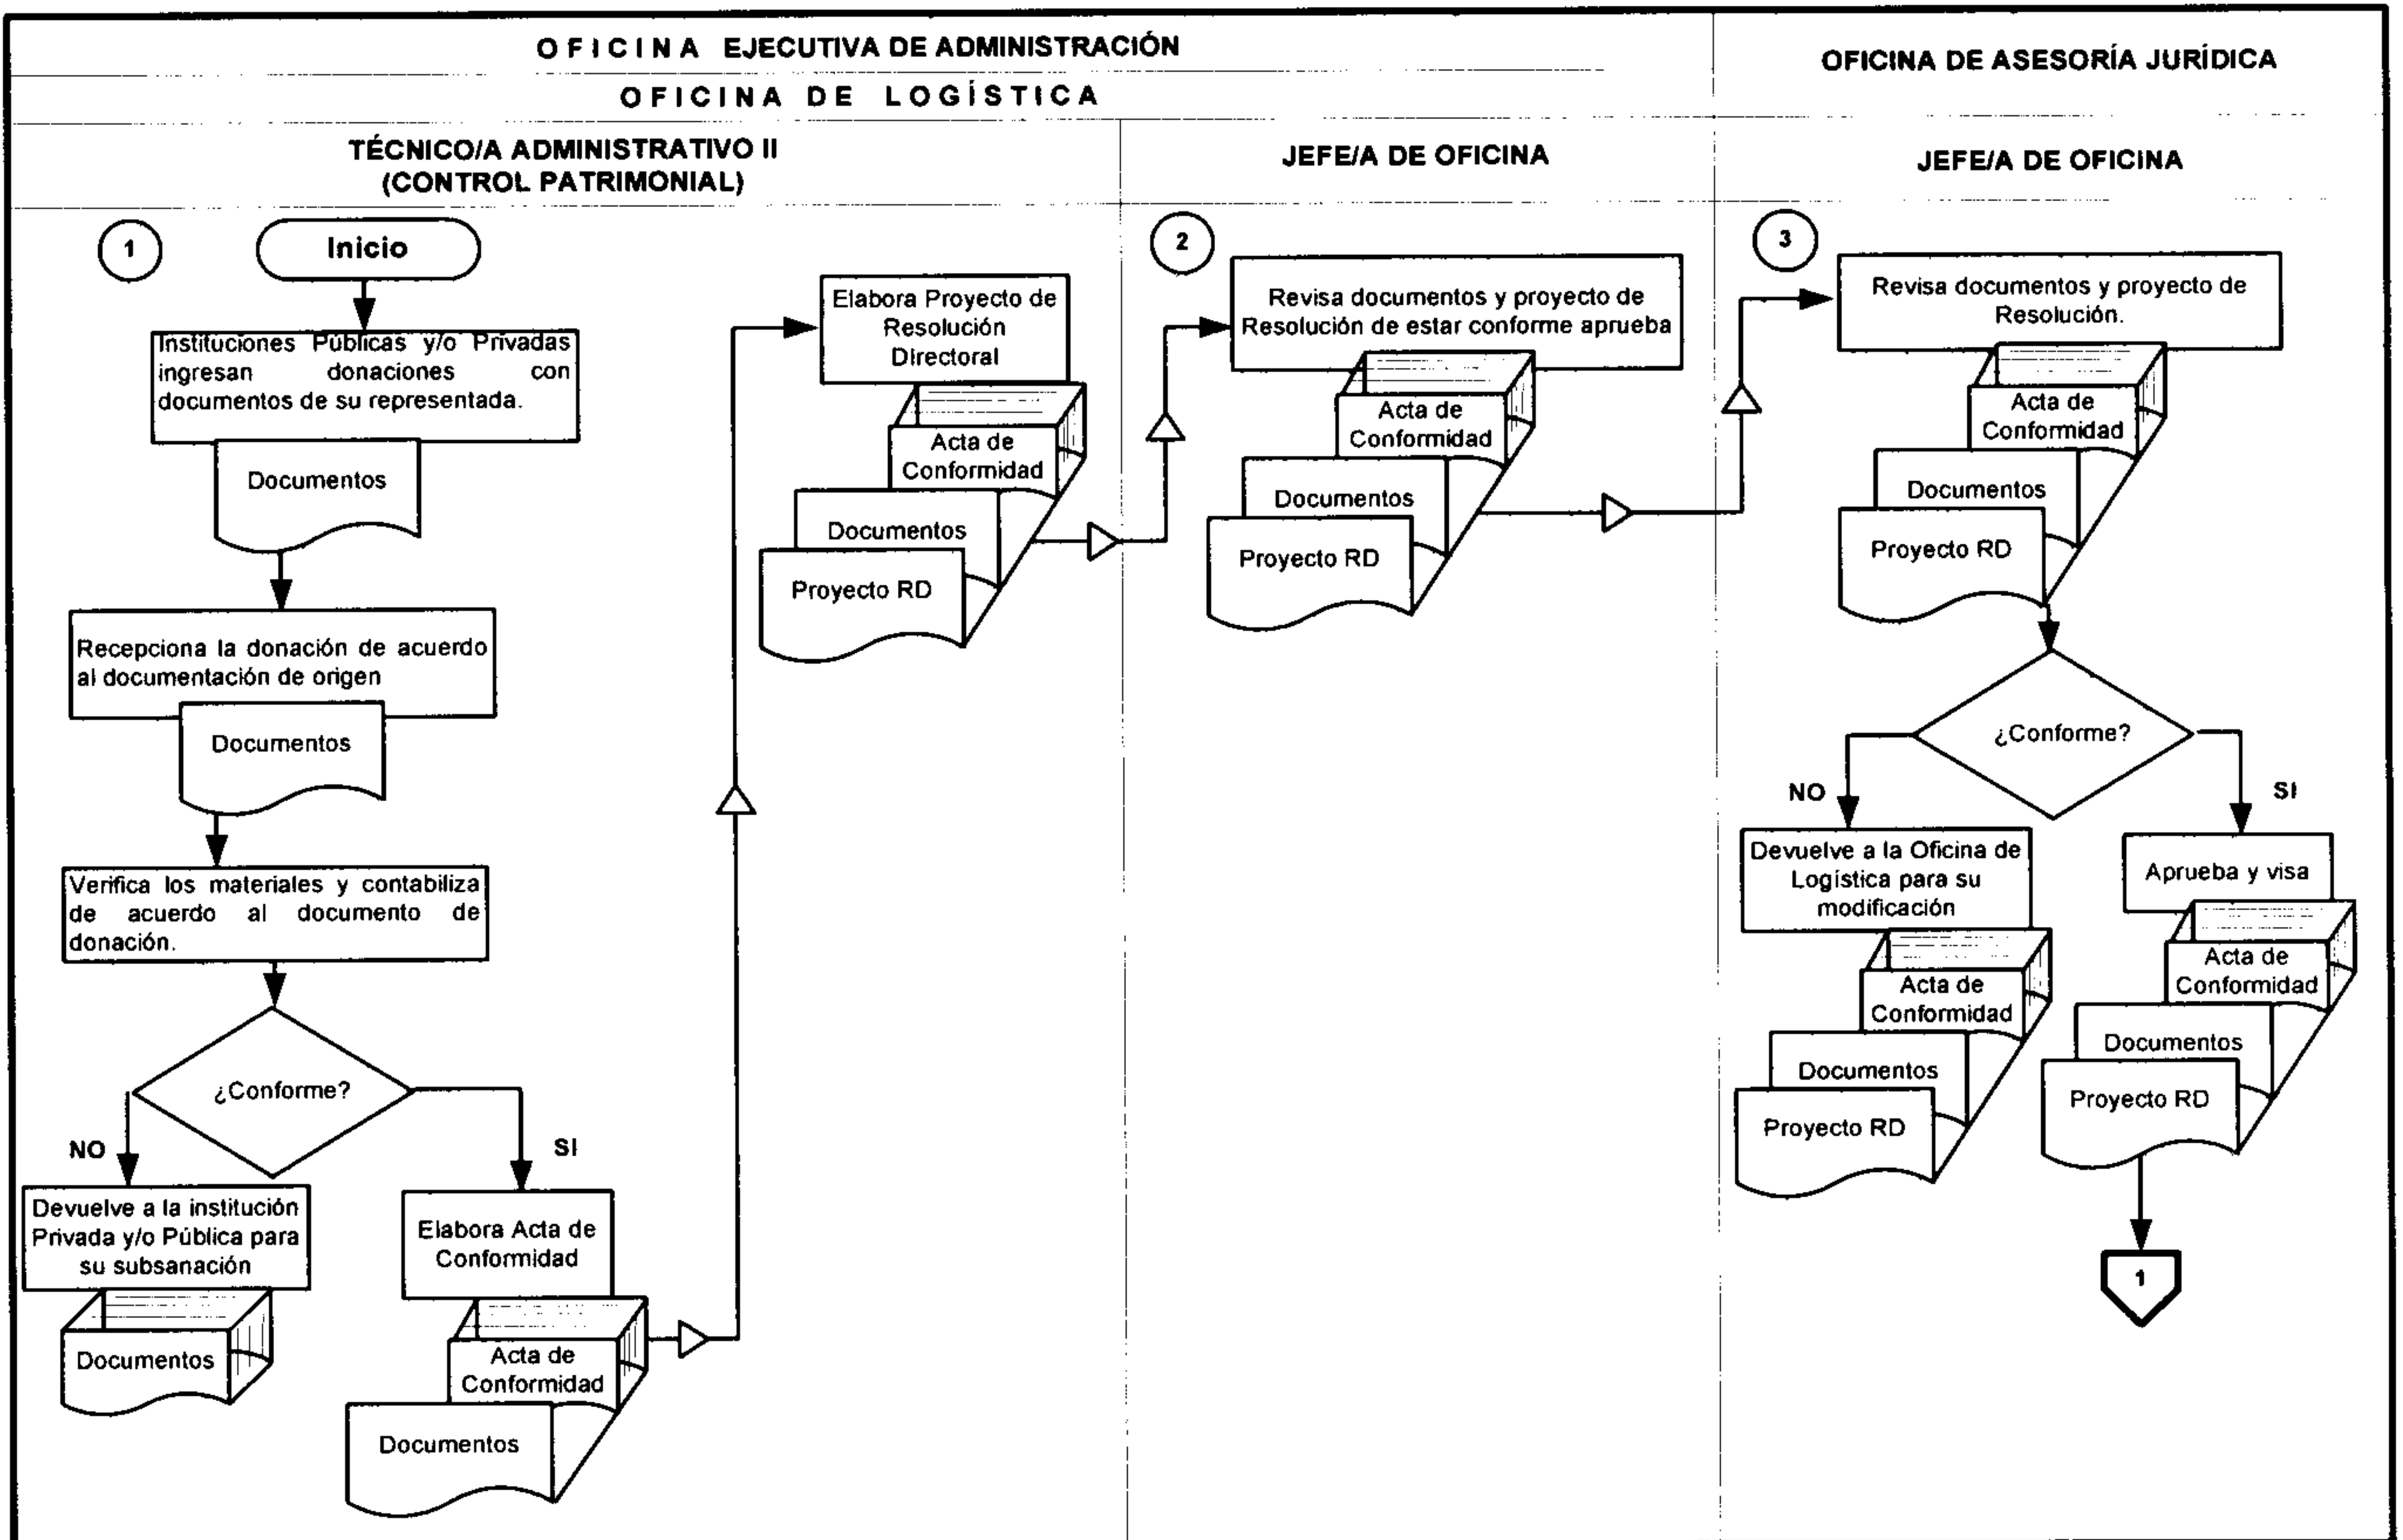 OFICINA EJECUTIVA DE ADMINISTRACIÓN
OFICINA DE LOGÍSTICA
OFICINA DE ASESORÍA JURÍDICA
TÉCNICO/A ADMINISTRATIVO II
(CONTROL PATRIMONIAL)
JEFE/A DE OFICINA
JEFE/A DE OFICINA
1
Inicio
Instituciones Públicas y/o Privadas
ingresan donaciones con
documentos de su representada.
Documentos
Recepciona la donación de acuerdo
al documentación de origen
Documentos
Verifica los materiales y contabiliza
de acuerdo al documento de
donación.
¿Conforme?
NO
SI
Devuelve a la institución
Privada y/o Pública para
su subsanación
Documentos
Elabora Acta de
Conformidad
Acta de
Conformidad
Documentos
Elabora Proyecto de
Resolución
Directoral
Acta de
Conformidad
Documentos
Proyecto RD
2
Revisa documentos y proyecto de
Resolución de estar conforme aprueba
Acta de
Conformidad
Documentos
Proyecto RD
3
Revisa documentos y proyecto de
Resolución.
Acta de
Conformidad
Documentos
Proyecto RD
¿Conforme?
NO
SI
Devuelve a la Oficina de
Logística para su
modificación
Acta de
Conformidad
Documentos
Proyecto RD
Aprueba y visa
Acta de
Conformidad
Documentos
Proyecto RD
1